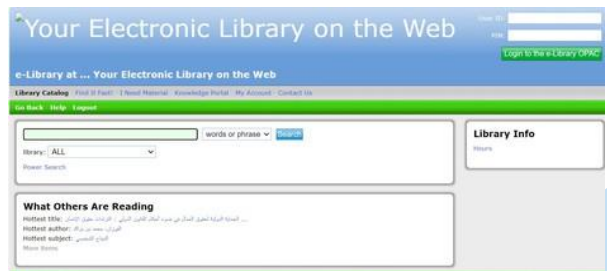 Your Electronic Library on the Web
User ID:
PIN:
Login to the e-Library OPAC
e-Library at ... Your Electronic Library on the Web
Library Catalog Find It Fast! I Need Material Knowledge Portal My Account Contact Us
Go Back Help Logout
words or phrase Search
library: ALL
Power Search
Library Info
Hours
What Others Are Reading
Hottest title:
Hottest author:
Hottest subject:
More items